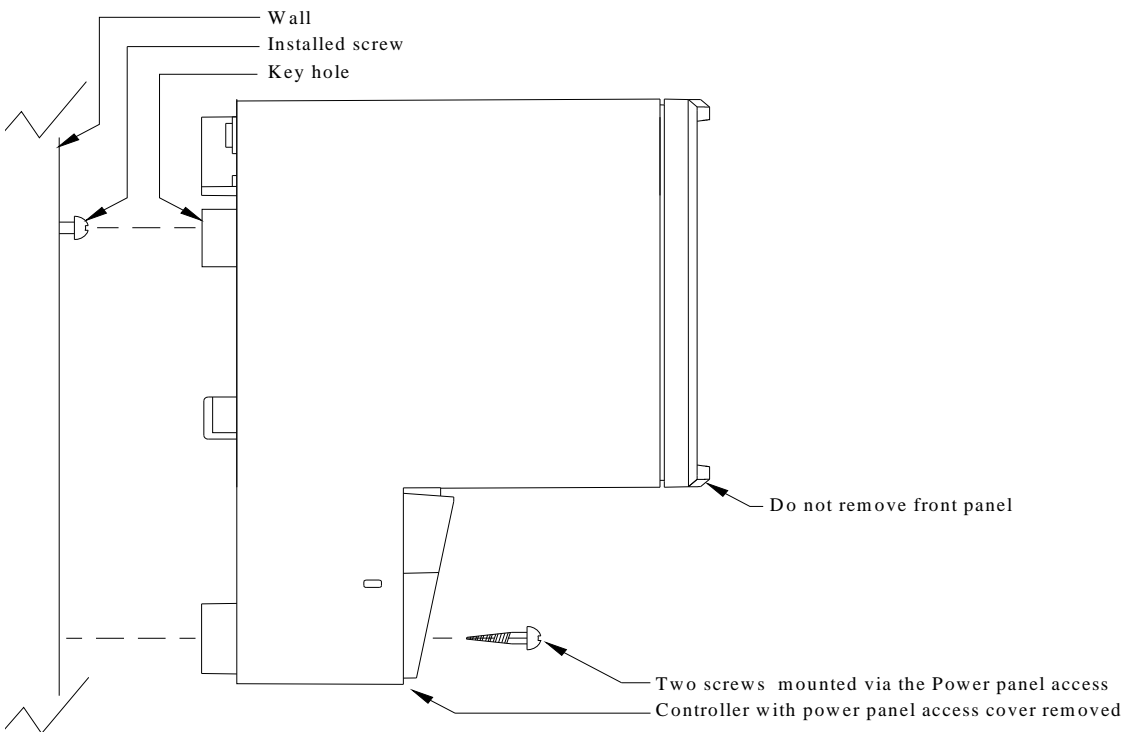 Wall
Installed screw
Key hole
Do not remove front panel
Two screws mounted via the Power panel access
Controller with power panel access cover removed